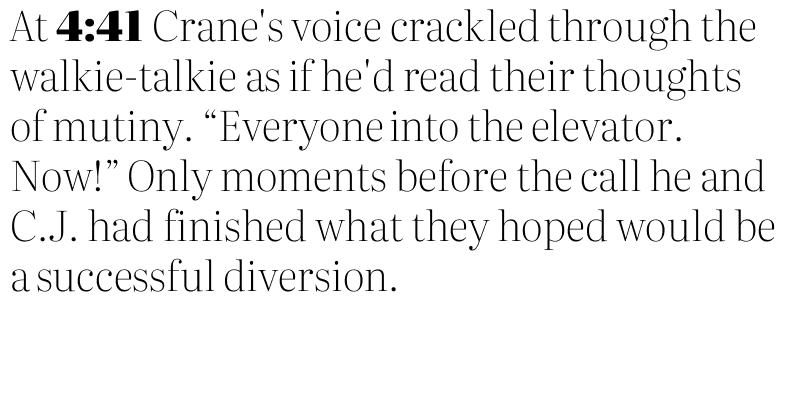 At 4:41 Crane's voice crackled through the
walkie-talkie as if he'd read their thoughts
of mutiny. “Everyone into the elevator.
Now!” Only moments before the call he and
C.J. had finished what they hoped would be
a successful diversion.